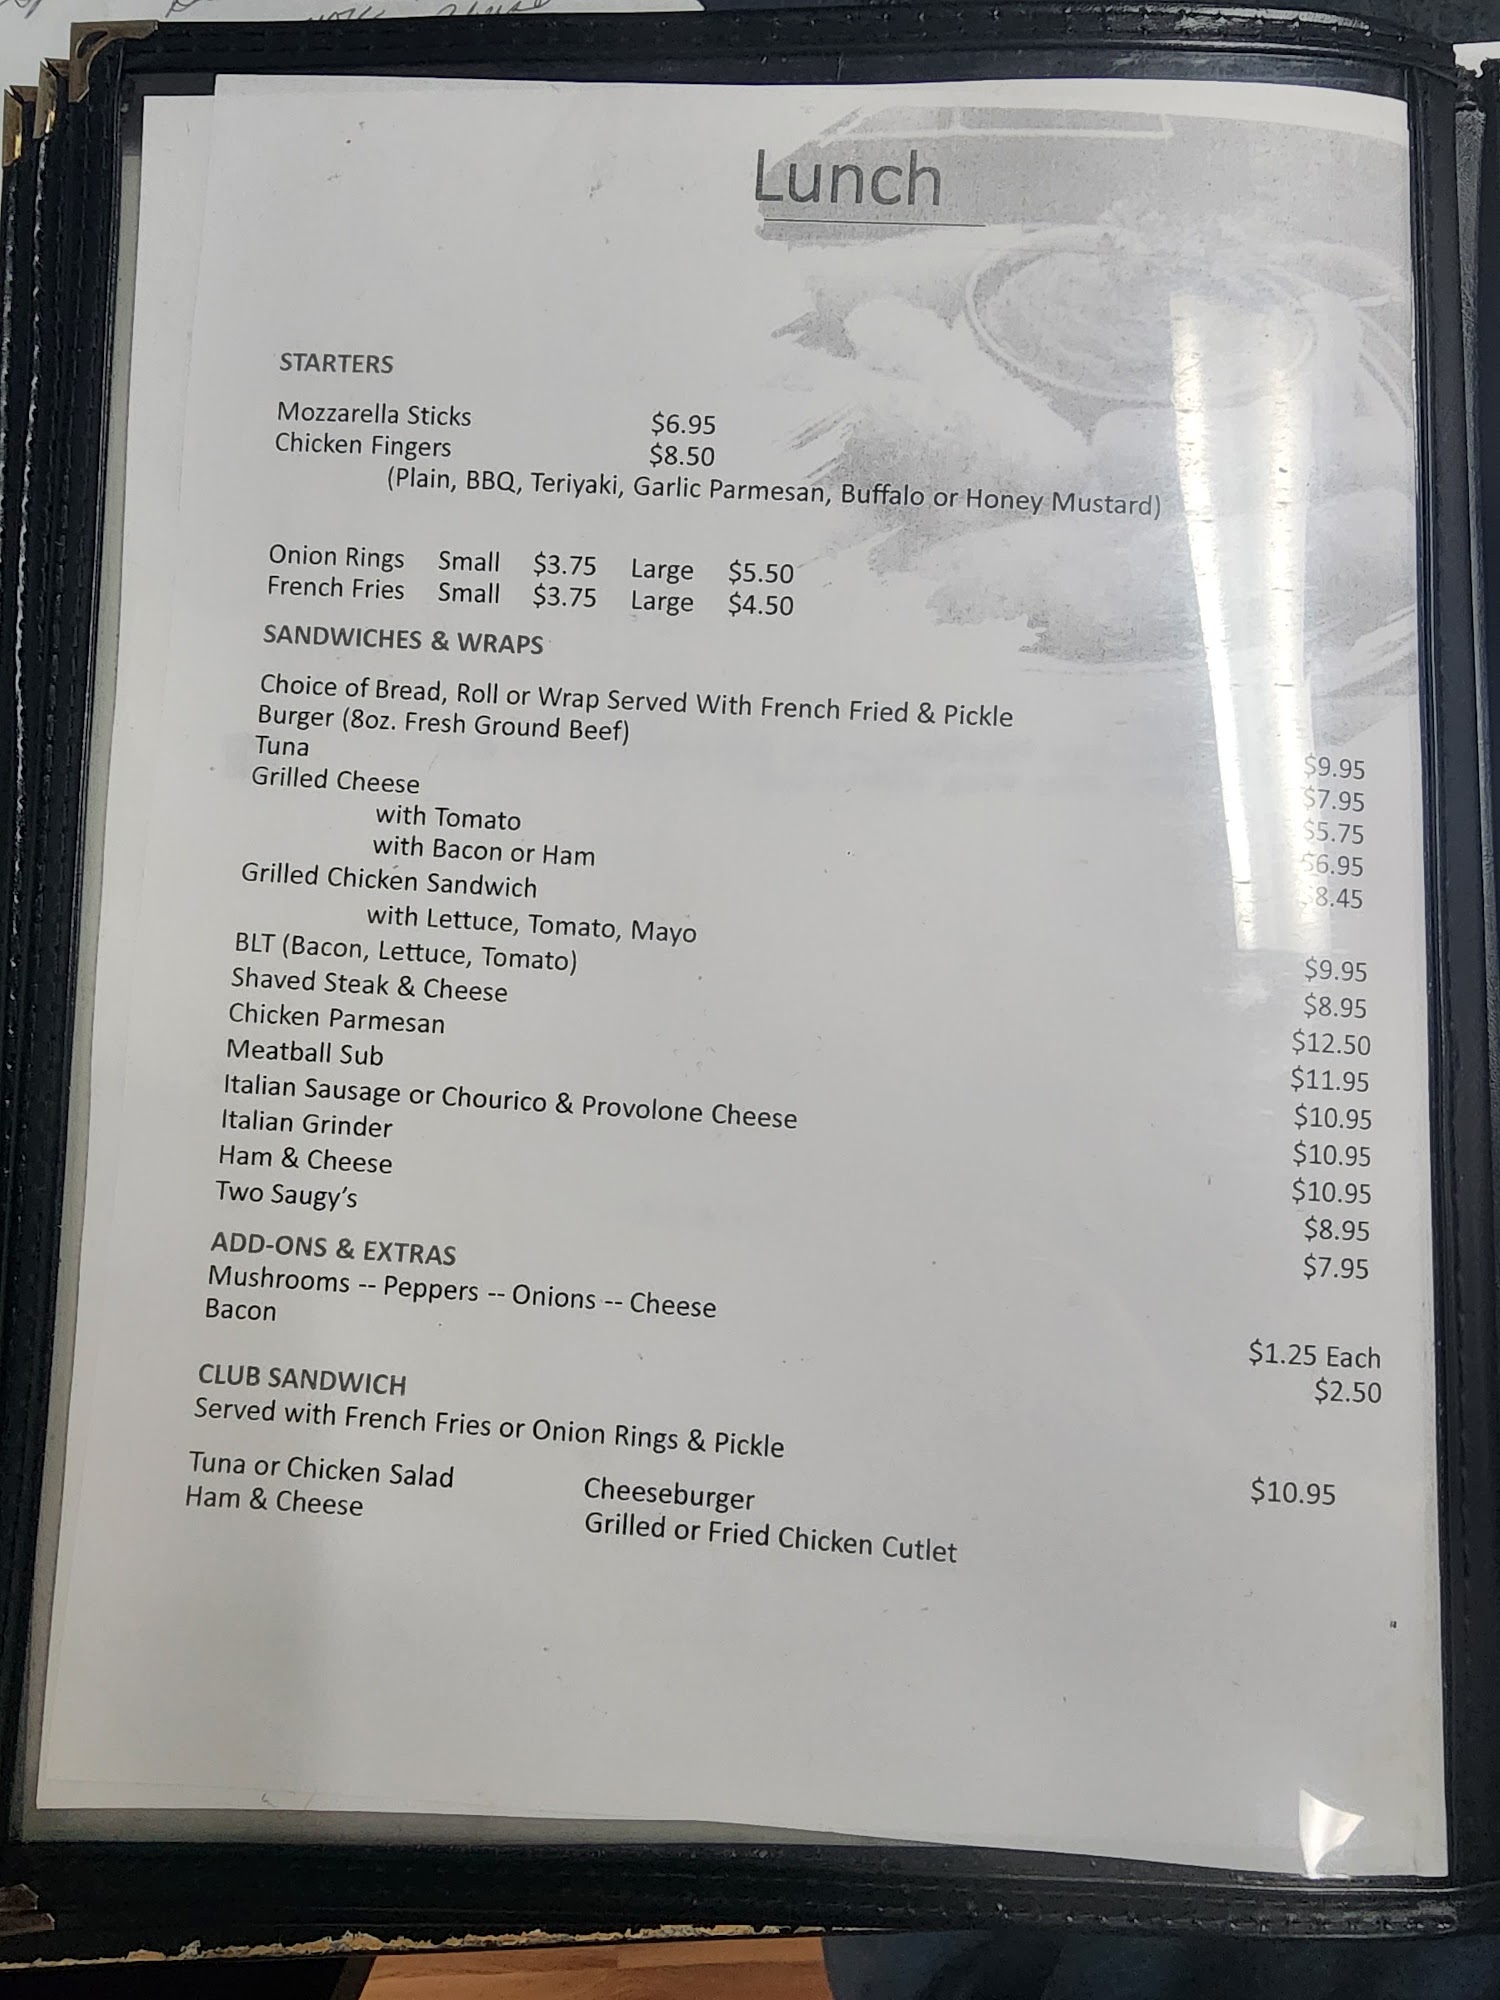 Lunch
STARTERS
Mozzarella Sticks $6.95
Chicken Fingers $8.50
(Plain, BBQ, Teriyaki, Garlic Parmesan, Buffalo or Honey Mustard)
Onion Rings Small $3.75 Large $5.50
French Fries Small $3.75 Large $4.50
SANDWICHES & WRAPS
Choice of Bread, Roll or Wrap Served With French Fried & Pickle
Burger (8oz. Fresh Ground Beef) $9.95
Tuna $7.95
Grilled Cheese $5.75
with Tomato $6.95
with Bacon or Ham $8.45
Grilled Chicken Sandwich
with Lettuce, Tomato, Mayo $9.95
BLT (Bacon, Lettuce, Tomato) $8.95
Shaved Steak & Cheese $12.50
Chicken Parmesan $11.95
Meatball Sub $10.95
Italian Sausage or Chourico & Provolone Cheese $10.95
Italian Grinder $10.95
Ham & Cheese $8.95
Two Saugy's $7.95
ADD-ONS & EXTRAS
Mushrooms -- Peppers -- Onions -- Cheese $1.25 Each
Bacon $2.50
CLUB SANDWICH
Served with French Fries or Onion Rings & Pickle
Tuna or Chicken Salad Cheeseburger $10.95
Ham & Cheese Grilled or Fried Chicken Cutlet